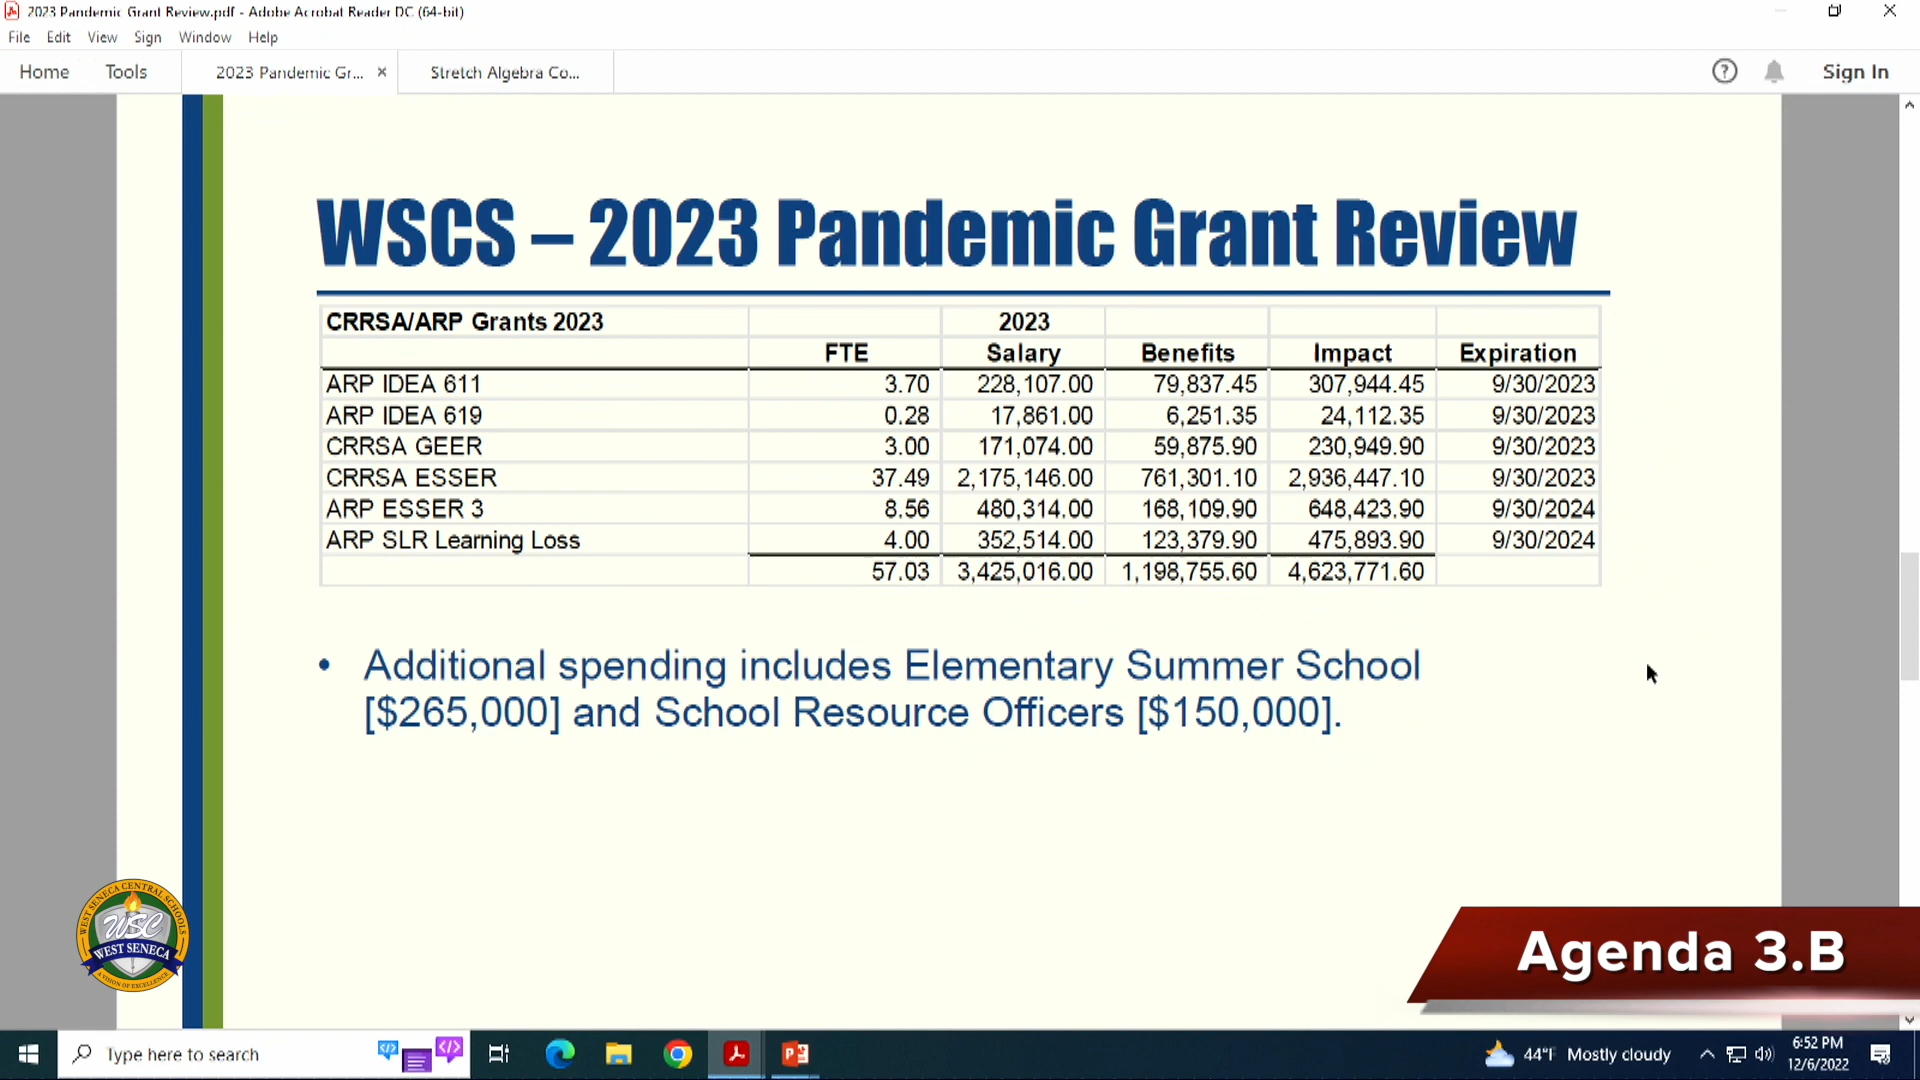 2023 Pandemic Grant Review.pdf - Adobe Acrobat Reader DC (64-bit)
File Edit View Sign Window Help
Home Tools 2023 Pandemic Gr... × Stretch Algebra Co... ? Sign In
WSCS – 2023 Pandemic Grant Review
CRRSA/ARP Grants 2023 2023
FTE Salary Benefits Impact Expiration
ARP IDEA 611 3.70 228,107.00 79,837.45 307,944.45 9/30/2023
ARP IDEA 619 0.28 17,861.00 6,251.35 24,112.35 9/30/2023
CRRSA GEER 3.00 171,074.00 59,875.90 230,949.90 9/30/2023
CRRSA ESSER 37.49 2,175,146.00 761,301.10 2,936,447.10 9/30/2023
ARP ESSER 3 8.56 480,314.00 168,109.90 648,423.90 9/30/2024
ARP SLR Learning Loss 4.00 352,514.00 123,379.90 475,893.90 9/30/2024
57.03 3,425,016.00 1,198,755.60 4,623,771.60
• Additional spending includes Elementary Summer School
[$265,000] and School Resource Officers [$150,000].
WEST SENECA CENTRAL SCHOOLS
WSC
WEST SENECA
A VISION OF EXCELLENCE
Agenda 3.B
Type here to search
44°F Mostly cloudy
6:52 PM
12/6/2022